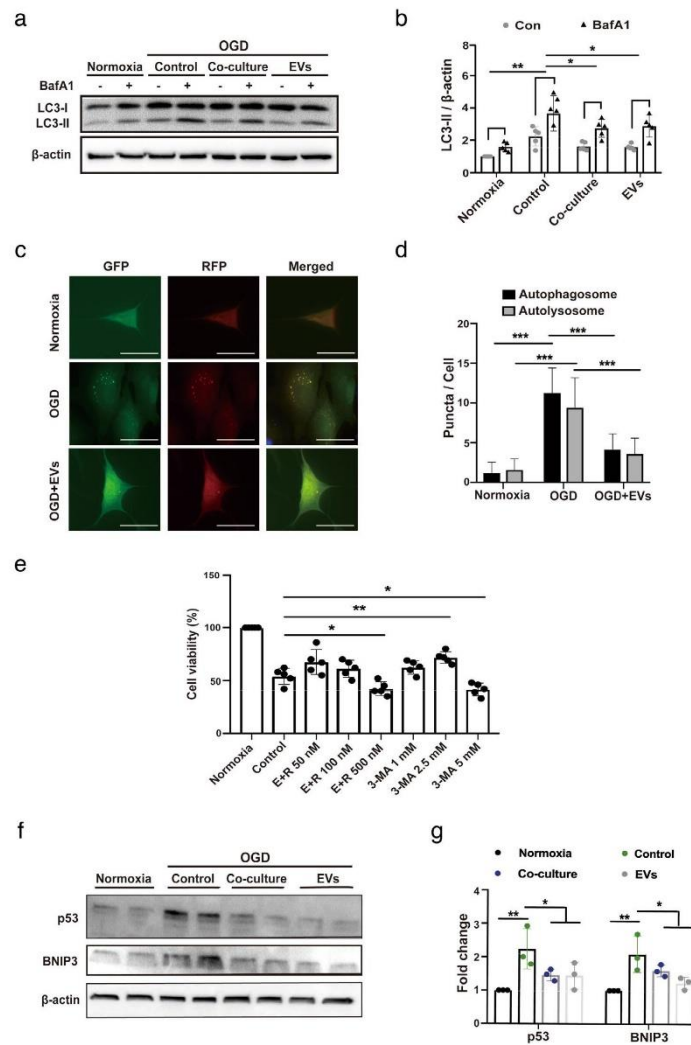 a
OGD
Normoxia Control Co-culture EVs
BafA1 - + - + - + - +
LC3-I
LC3-II
β-actin
b
Con BafA1
LC3-II / β-actin
8
6
4
2
0
** * *
Normoxia Control Co-culture EVs
c
GFP RFP Merged
Normoxia
OGD
OGD+EVs
d
Autophagosome
Autolysosome
Puncta / Cell
20
15
10
5
0
*** *** *** ***
Normoxia OGD OGD+EVs
e
Cell viability (%)
150
100
50
0
*
**
*
Normoxia Control E+R 50 nM E+R 100 nM E+R 500 nM 3-MA 1 mM 3-MA 2.5 mM 3-MA 5 mM
f
OGD
Normoxia Control Co-culture EVs
p53
BNIP3
β-actin
g
Normoxia Control
Co-culture EVs
Fold change
4
3
2
1
0
** * ** *
p53 BNIP3